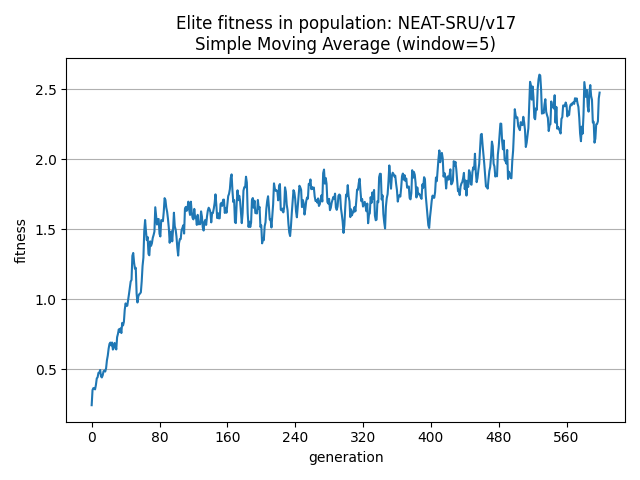 Elite fitness in population: NEAT-SRU/v17
Simple Moving Average (window=5)
fitness
2.5
2.0
1.5
1.0
0.5
0 80 160 240 320 400 480 560
generation